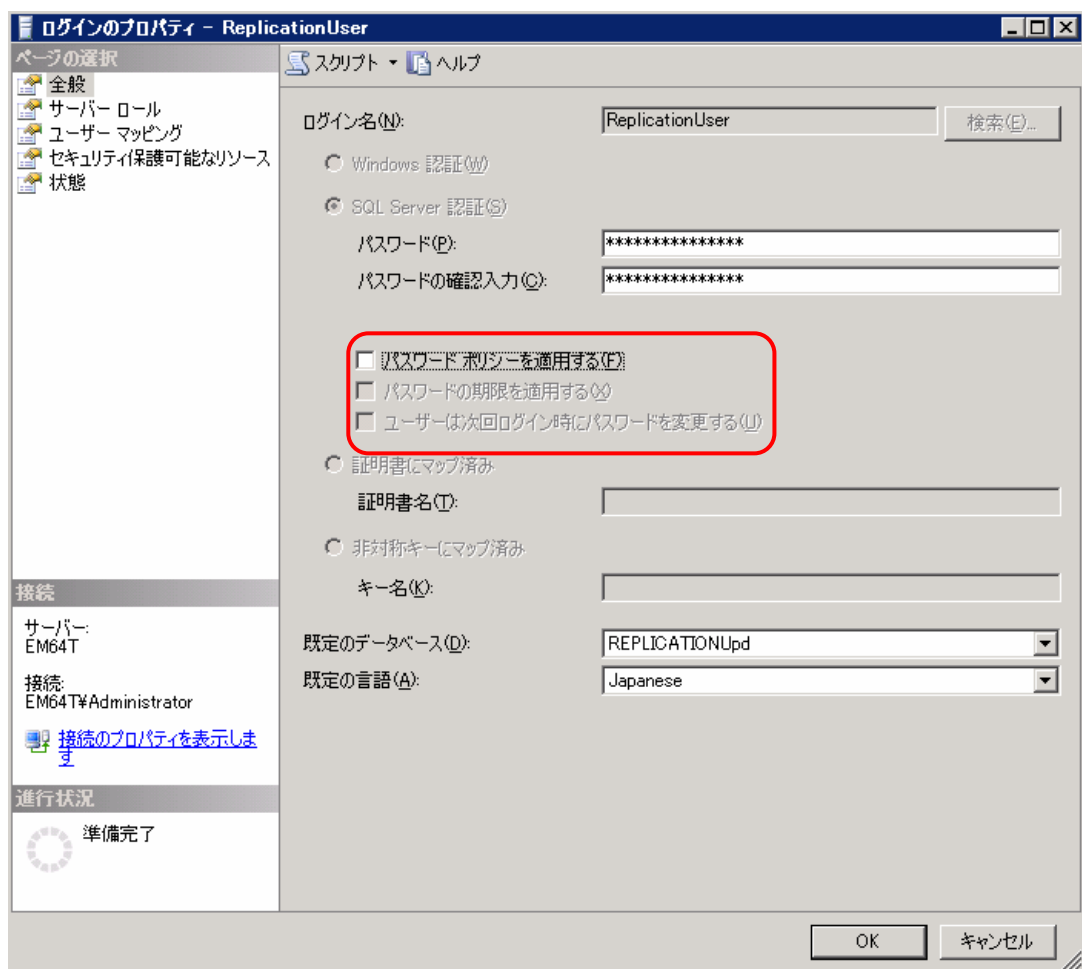 ログインのプロパティ - ReplicationUser
ページの選択
全般
サーバー ロール
ユーザー マッピング
セキュリティ保護可能なリソース
状態
スクリプト
ヘルプ
ログイン名(N):
ReplicationUser
検索(E)...
Windows 認証(W)
SQL Server 認証(S)
パスワード(P):
***************
パスワードの確認入力(C):
***************
パスワード ポリシーを適用する(F)
パスワードの期限を適用する(X)
ユーザーは次回ログイン時にパスワードを変更する(U)
証明書にマップ済み
証明書名(T):
非対称キーにマップ済み
キー名(K):
既定のデータベース(D):
REPLICATIONUpd
既定の言語(A):
Japanese
接続
サーバー:
EM64T
接続:
EM64T¥Administrator
接続のプロパティを表示しま
す
進行状況
準備完了
OK
キャンセル